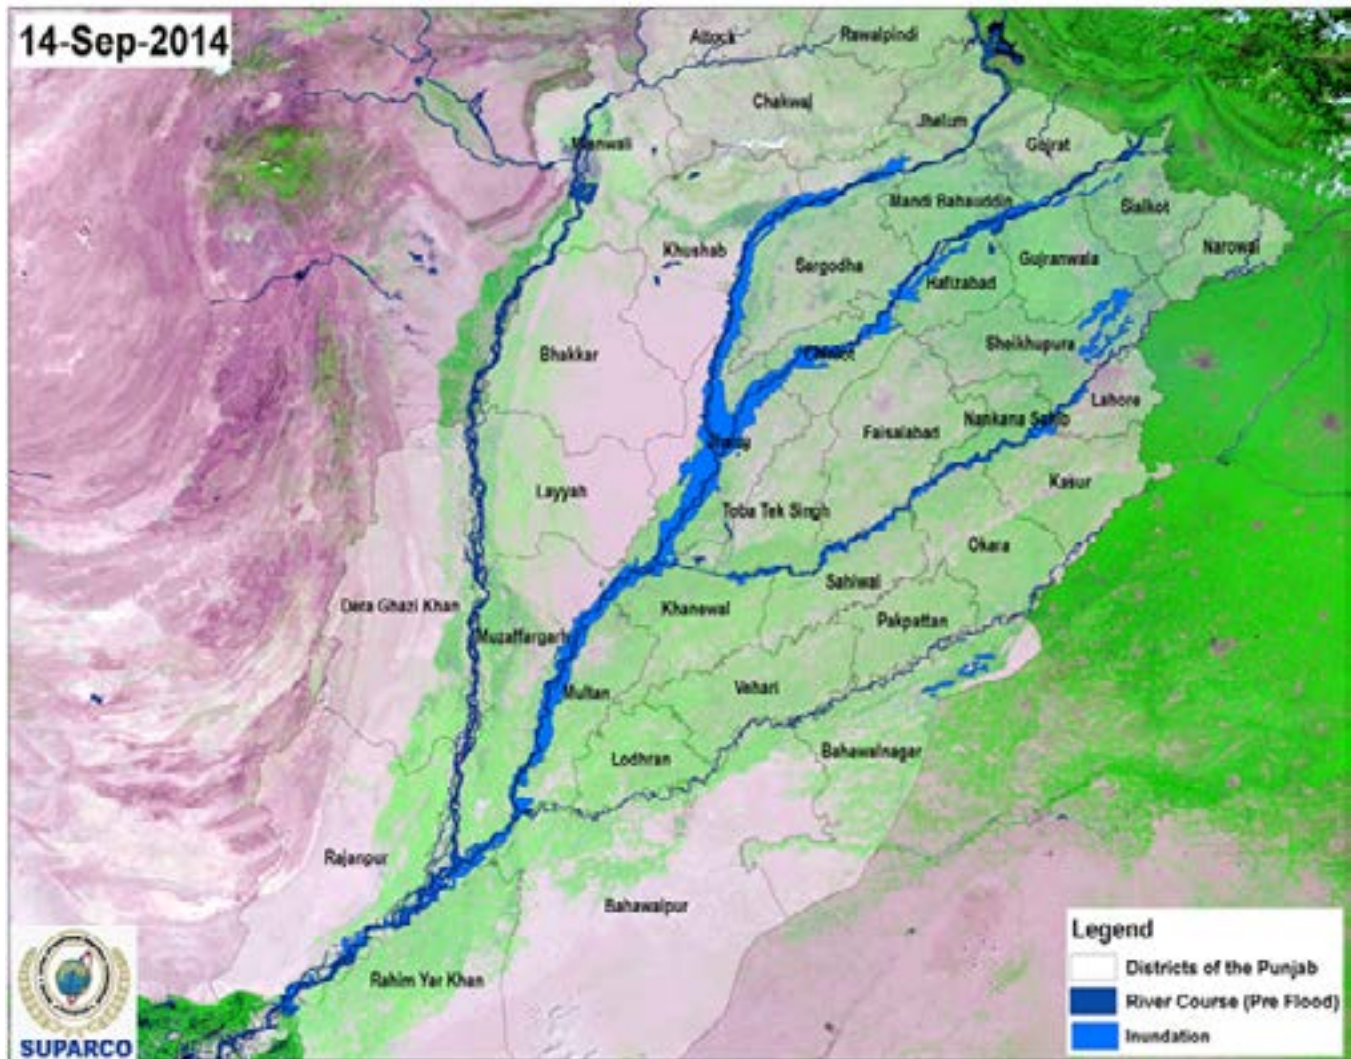 14-Sep-2014
Attock
Rawalpindi
Chakwal
Jhelum
Gujrat
Mianwali
Mandi Bahauddin
Sialkot
Narowal
Khushab
Sargodha
Gujranwala
Hafizabad
Bhakkar
Chiniot
Sheikhupura
Lahore
Nankana Sahib
Faisalabad
Jhang
Kasur
Layyah
Toba Tek Singh
Okara
Sahiwal
Dera Ghazi Khan
Khanewal
Pakpattan
Muzaffargarh
Multan
Vehari
Lodhran
Bahawalnagar
Rajanpur
Bahawalpur
Rahim Yar Khan
Legend
Districts of the Punjab
River Course (Pre Flood)
Inundation
SUPARCO